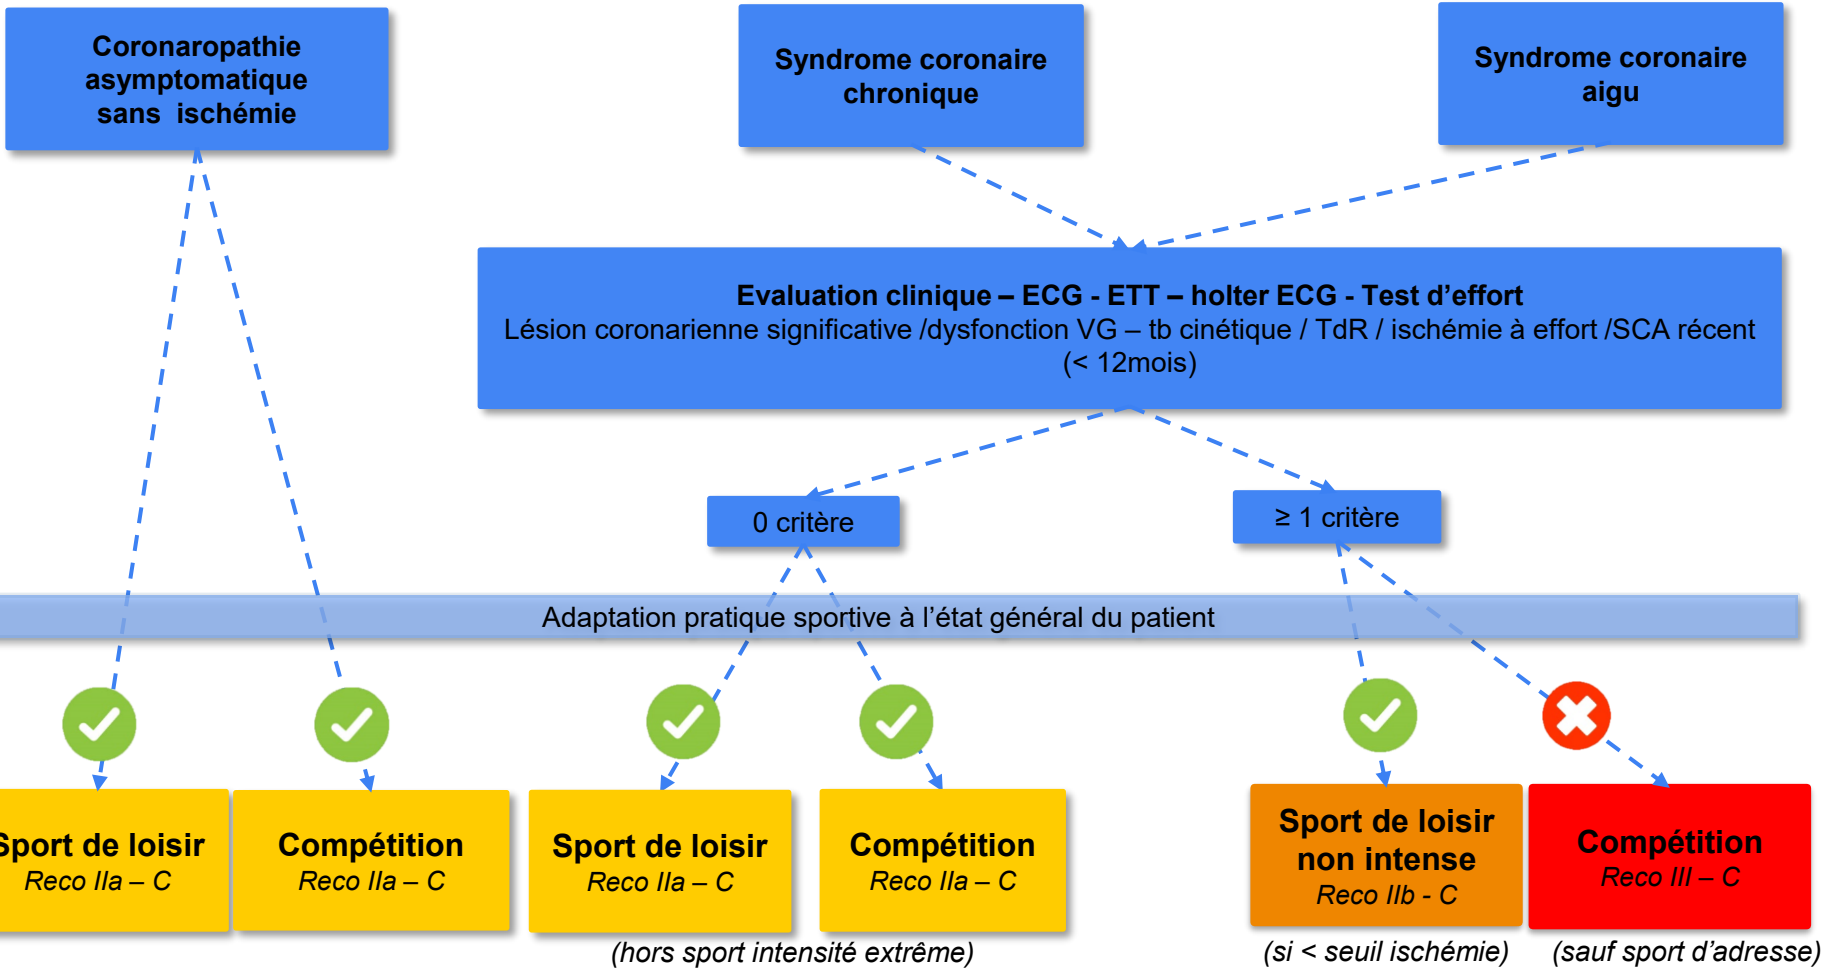 Coronaropathie
asymptomatique
sans ischémie
Syndrome coronaire
chronique
Syndrome coronaire
aigu
Evaluation clinique – ECG - ETT – holter ECG - Test d’effort
Lésion coronarienne significative /dysfonction VG – tb cinétique / TdR / ischémie à effort /SCA récent
(< 12mois)
0 critère
≥ 1 critère
Adaptation pratique sportive à l’état général du patient
Sport de loisir
Reco IIa – C
Compétition
Reco IIa – C
Sport de loisir
Reco IIa – C
Compétition
Reco IIa – C
Sport de loisir
non intense
Reco IIb - C
Compétition
Reco III – C
(hors sport intensité extrême)
(si < seuil ischémie)
(sauf sport d’adresse)